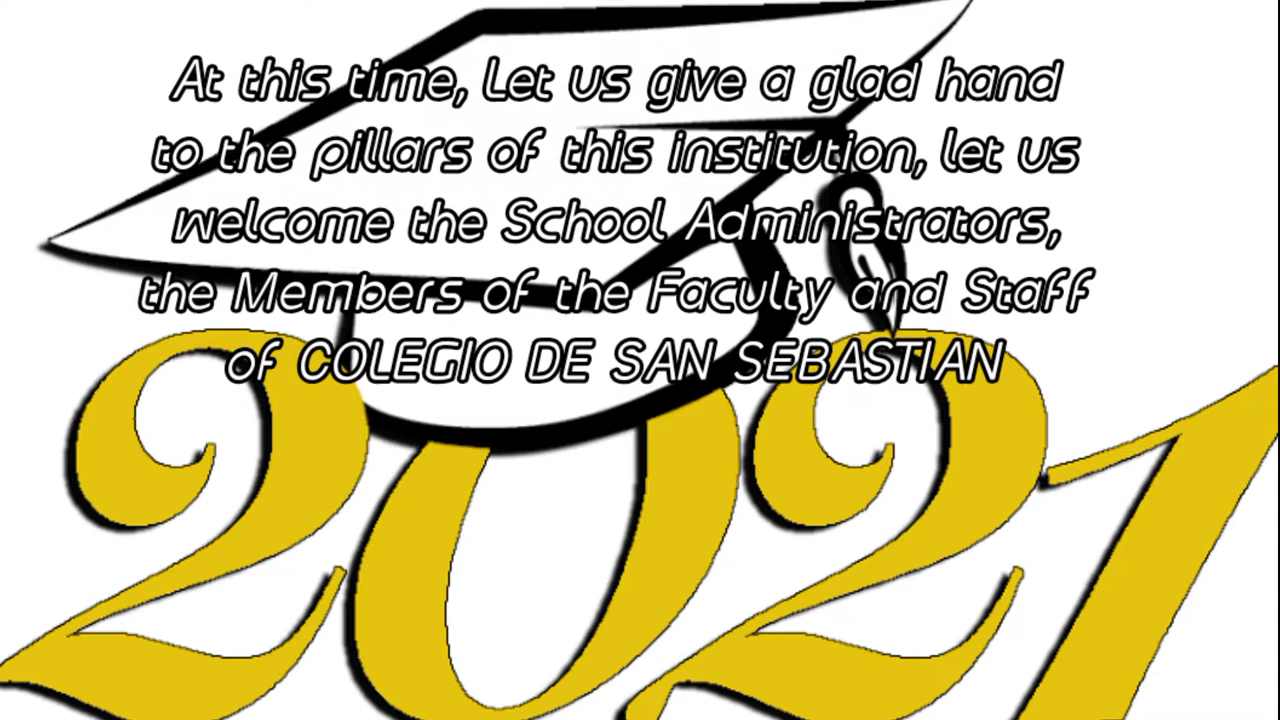 At this time, Let us give a glad hand
to the pillars of this institution, let us
welcome the School Administrators,
the Members of the Faculty and Staff
of COLEGIO DE SAN SEBASTIAN
2021